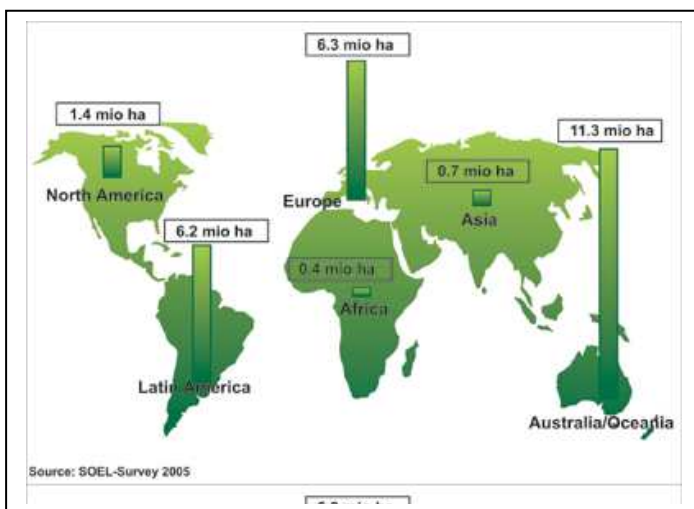 6.3 mio ha
1.4 mio ha
11.3 mio ha
0.7 mio ha
North America
Europe
Asia
6.2 mio ha
0.4 mio ha
Africa
Latin America
Australia/Oceania
Source: SOEL-Survey 2005